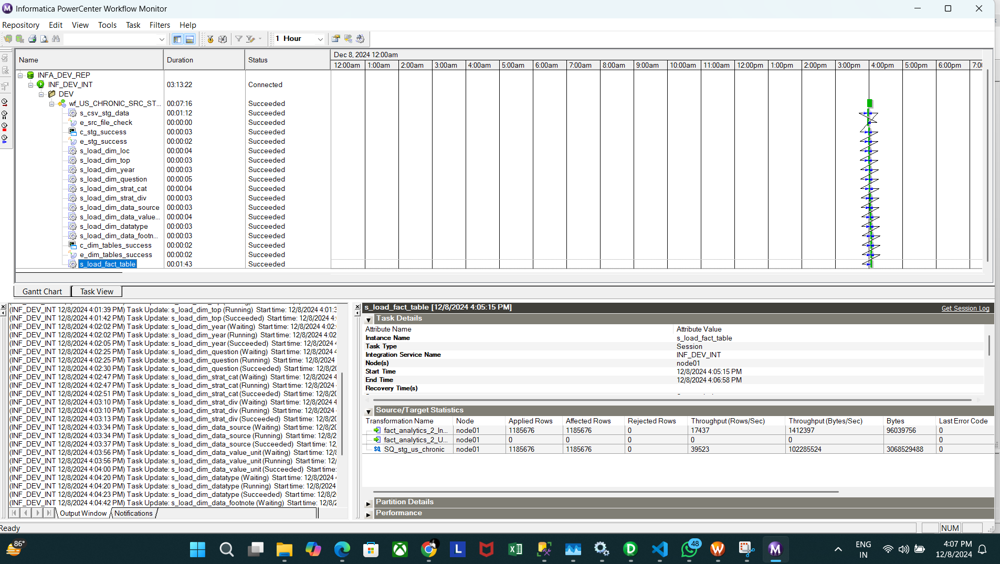 Informatica PowerCenter Workflow Monitor
Repository Edit View Tools Task Filters Help
1 Hour
Name Duration Status
Dec 8, 2024 12:00am
12:00am 1:00am 2:00am 3:00am 4:00am 5:00am 6:00am 7:00am 8:00am 9:00am 10:00am 11:00am 12:00pm 1:00pm 2:00pm 3:00pm 4:00pm 5:00pm 6:00pm 7:0
INFA_DEV_REP
INF_DEV_INT 03:13:22 Connected
DEV
wf_US_CHRONIC_SRC_ST... 00:07:16 Succeeded
s_csv_stg_data 00:01:12 Succeeded
e_src_file_check 00:00:00 Succeeded
c_stg_success 00:00:03 Succeeded
e_stg_success 00:00:02 Succeeded
s_load_dim_loc 00:00:04 Succeeded
s_load_dim_top 00:00:03 Succeeded
s_load_dim_year 00:00:03 Succeeded
s_load_dim_question 00:00:05 Succeeded
s_load_dim_strat_cat 00:00:04 Succeeded
s_load_dim_strat_div 00:00:03 Succeeded
s_load_dim_data_source 00:00:03 Succeeded
s_load_dim_data_value... 00:00:04 Succeeded
s_load_dim_datatype 00:00:03 Succeeded
s_load_dim_data_footn... 00:00:03 Succeeded
c_dim_tables_success 00:00:02 Succeeded
e_dim_tables_success 00:00:02 Succeeded
s_load_fact_table 00:01:43 Succeeded
Gantt Chart Task View
(INF_DEV_INT 12/8/2024 4:01:39 PM) Task Update: s_load_dim_top (Running) Start time: 12/8/2024 4:01:3
(INF_DEV_INT 12/8/2024 4:01:42 PM) Task Update: s_load_dim_top (Succeeded) Start time: 12/8/2024 4:
(INF_DEV_INT 12/8/2024 4:02:02 PM) Task Update: s_load_dim_year (Waiting) Start time: 12/8/2024 4:02:
(INF_DEV_INT 12/8/2024 4:02:02 PM) Task Update: s_load_dim_year (Running) Start time: 12/8/2024 4:02
(INF_DEV_INT 12/8/2024 4:02:05 PM) Task Update: s_load_dim_year (Succeeded) Start time: 12/8/2024 4
(INF_DEV_INT 12/8/2024 4:02:25 PM) Task Update: s_load_dim_question (Waiting) Start time: 12/8/2024
(INF_DEV_INT 12/8/2024 4:02:25 PM) Task Update: s_load_dim_question (Running) Start time: 12/8/2024
(INF_DEV_INT 12/8/2024 4:02:30 PM) Task Update: s_load_dim_question (Succeeded) Start time: 12/8/20
(INF_DEV_INT 12/8/2024 4:02:47 PM) Task Update: s_load_dim_strat_cat (Waiting) Start time: 12/8/2024 4
(INF_DEV_INT 12/8/2024 4:02:47 PM) Task Update: s_load_dim_strat_cat (Running) Start time: 12/8/2024
(INF_DEV_INT 12/8/2024 4:02:51 PM) Task Update: s_load_dim_strat_cat (Succeeded) Start time: 12/8/20
(INF_DEV_INT 12/8/2024 4:03:10 PM) Task Update: s_load_dim_strat_div (Waiting) Start time: 12/8/2024 4
(INF_DEV_INT 12/8/2024 4:03:10 PM) Task Update: s_load_dim_strat_div (Running) Start time: 12/8/2024
(INF_DEV_INT 12/8/2024 4:03:13 PM) Task Update: s_load_dim_strat_div (Succeeded) Start time: 12/8/20
(INF_DEV_INT 12/8/2024 4:03:34 PM) Task Update: s_load_dim_data_source (Waiting) Start time: 12/8/20
(INF_DEV_INT 12/8/2024 4:03:34 PM) Task Update: s_load_dim_data_source (Running) Start time: 12/8/20
(INF_DEV_INT 12/8/2024 4:03:37 PM) Task Update: s_load_dim_data_source (Succeeded) Start time: 12/8
(INF_DEV_INT 12/8/2024 4:03:56 PM) Task Update: s_load_dim_data_value_unit (Waiting) Start time: 12/8
(INF_DEV_INT 12/8/2024 4:03:56 PM) Task Update: s_load_dim_data_value_unit (Running) Start time: 12/8
(INF_DEV_INT 12/8/2024 4:04:00 PM) Task Update: s_load_dim_data_value_unit (Succeeded) Start time:
(INF_DEV_INT 12/8/2024 4:04:20 PM) Task Update: s_load_dim_datatype (Waiting) Start time: 12/8/2024
(INF_DEV_INT 12/8/2024 4:04:20 PM) Task Update: s_load_dim_datatype (Running) Start time: 12/8/2024
(INF_DEV_INT 12/8/2024 4:04:23 PM) Task Update: s_load_dim_datatype (Succeeded) Start time: 12/8/2
(INF_DEV_INT 12/8/2024 4:04:42 PM) Task Update: s_load_dim_data_footnote (Waiting) Start time: 12/8/2
Output Window Notifications
s_load_fact_table [12/8/2024 4:05:15 PM] Get Session Log
Task Details
Attribute Name Attribute Value
Instance Name s_load_fact_table
Task Type Session
Integration Service Name INF_DEV_INT
Node(s) node01
Start Time 12/8/2024 4:05:15 PM
End Time 12/8/2024 4:06:58 PM
Recovery Time(s)
Source/Target Statistics
Transformation Name Node Applied Rows Affected Rows Rejected Rows Throughput (Rows/Sec) Throughput (Bytes/Sec) Bytes Last Error Code
fact_analytics_2_In... node01 1185676 1185676 0 17437 1412397 96039756 0
fact_analytics_2_U... node01 0 0 0 0 0 0
SQ_stg_us_chronic node01 1185676 1185676 0 39523 102285524 3068529488 0
Partition Details
Performance
Ready NUM
86°
48
ENG
IN
4:07 PM
12/8/2024